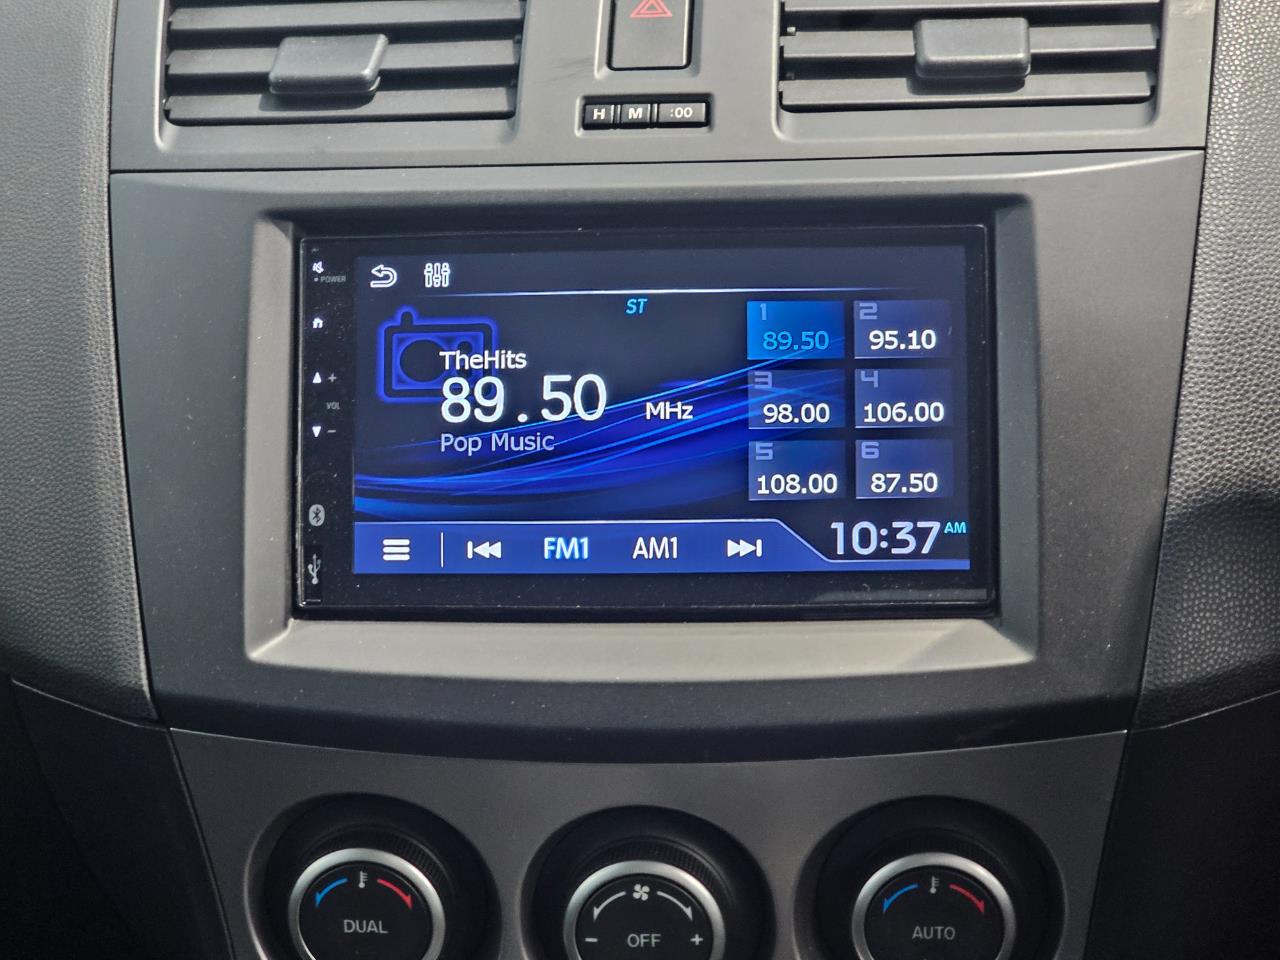 H M :00
POWER
ST
TheHits
89.50 MHz
Pop Music
1 89.50
2 95.10
3 98.00
4 106.00
5 108.00
6 87.50
+
VOL
−
FM1 AM1 10:37 AM
DUAL
− OFF +
AUTO